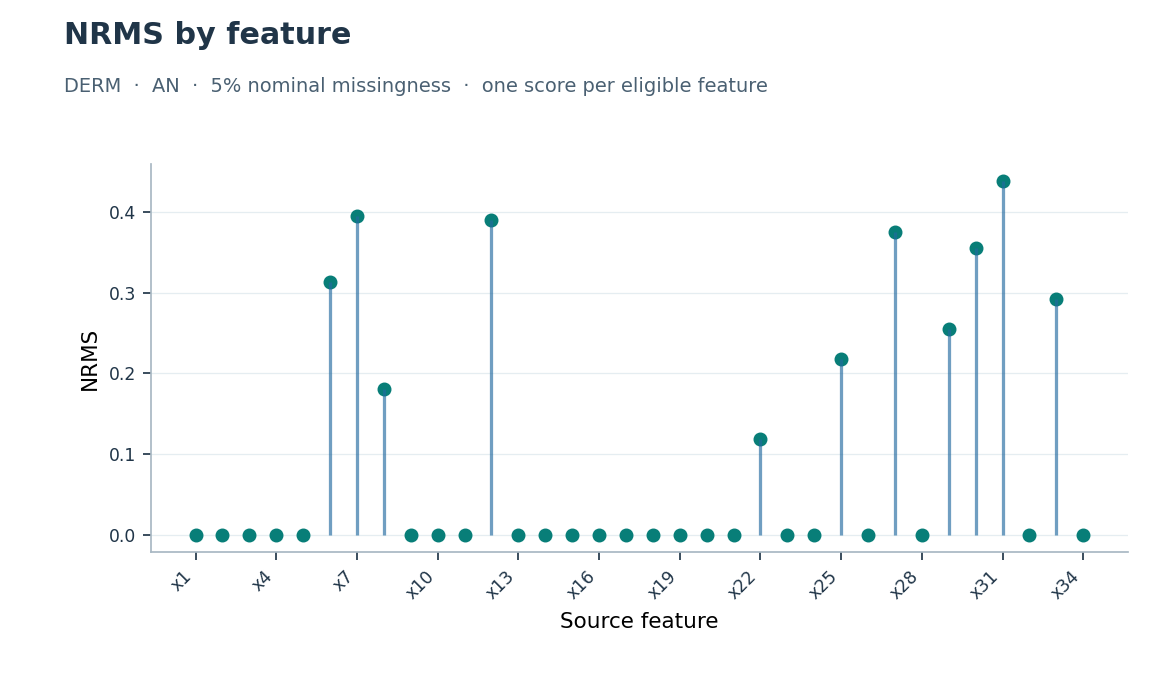 NRMS by feature
DERM · AN · 5% nominal missingness · one score per eligible feature
NRMS
0.4
0.3
0.2
0.1
0.0
x1 x4 x7 x10 x13 x16 x19 x22 x25 x28 x31 x34
Source feature